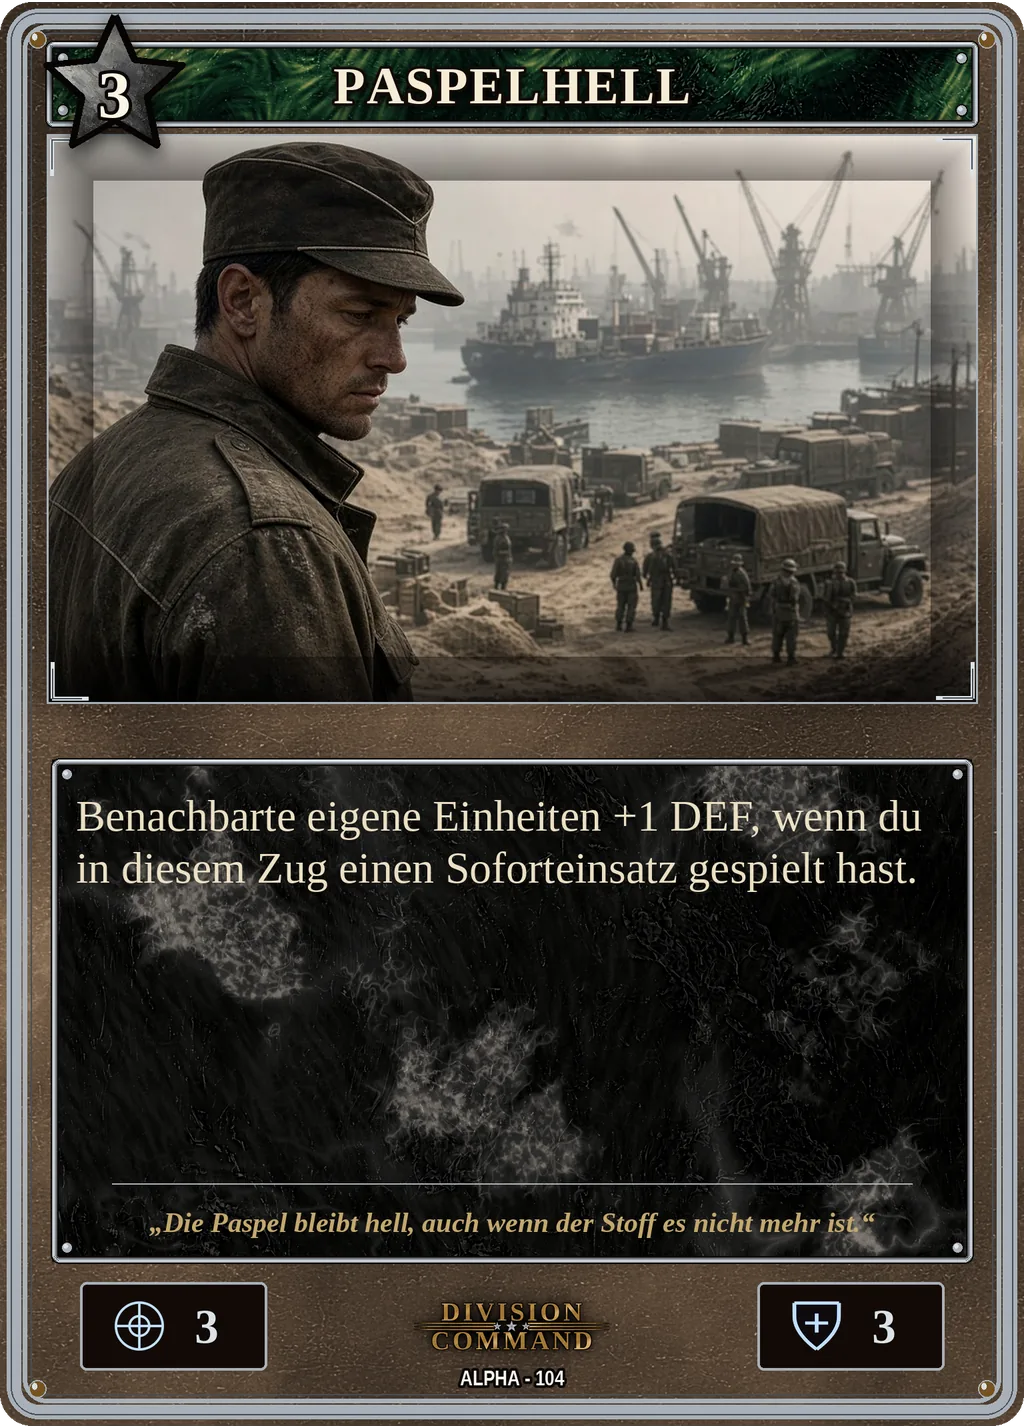 3
PASPELHELL
Benachbarte eigene Einheiten +1 DEF, wenn du
in diesem Zug einen Soforteinsatz gespielt hast.
„Die Paspel bleibt hell, auch wenn der Stoff es nicht mehr ist.“
3
DIVISION
COMMAND
3
ALPHA - 104